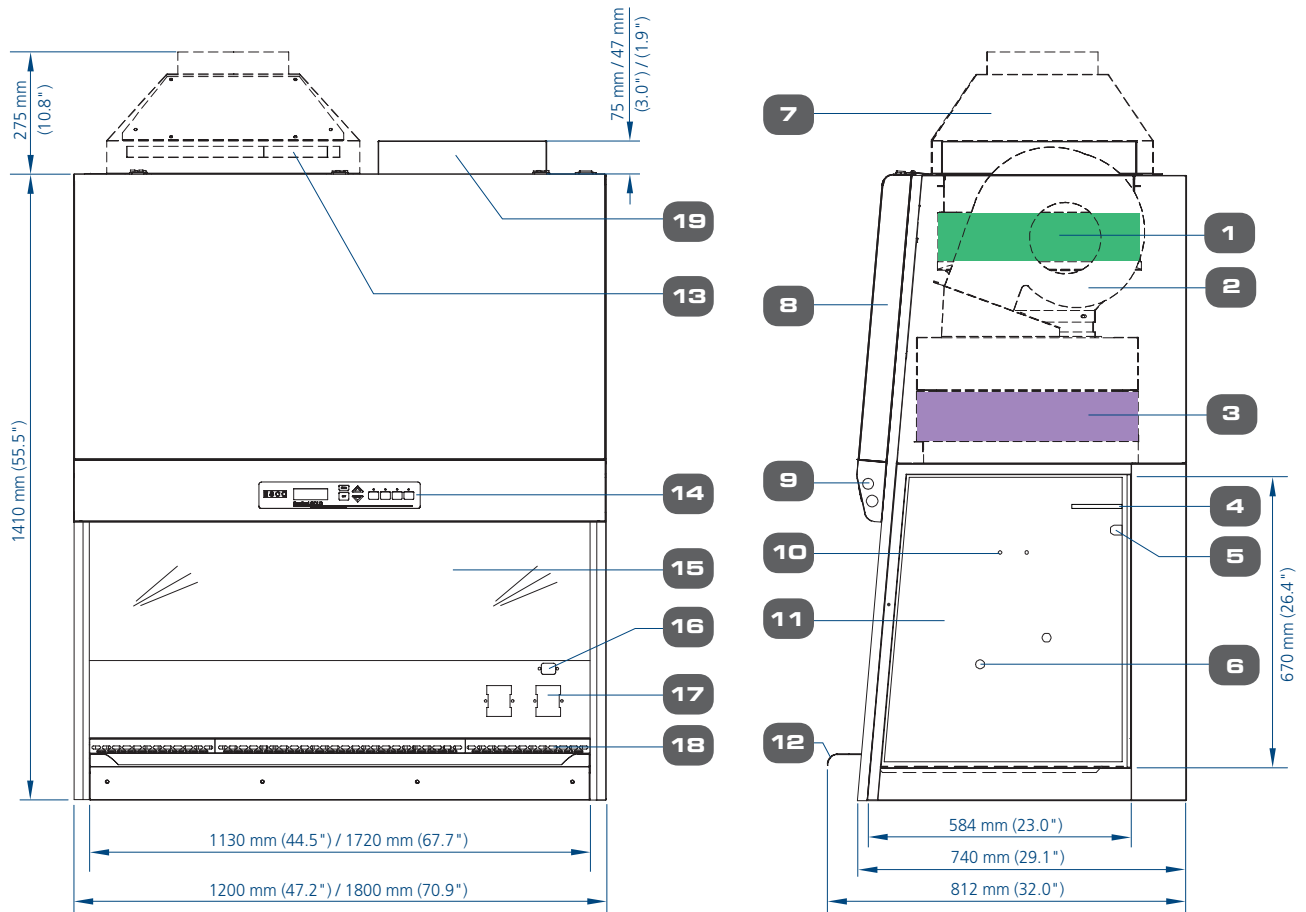 275 mm
(10.8")
75 mm / 47 mm
(3.0") / (1.9")
7
19
1
13
2
8
3
1410 mm (55.5")
9
14
4
10
5
15
11
16
6
670 mm (26.4")
17
18
12
1130 mm (44.5") / 1720 mm (67.7")
584 mm (23.0")
740 mm (29.1")
1200 mm (47.2") / 1800 mm (70.9")
812 mm (32.0")
ESCO